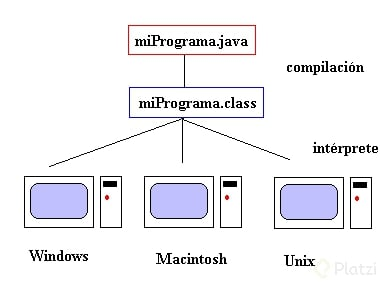 miPrograma.java
compilación
miPrograma.class
intérprete
Windows
Macintosh
Unix
Platzi